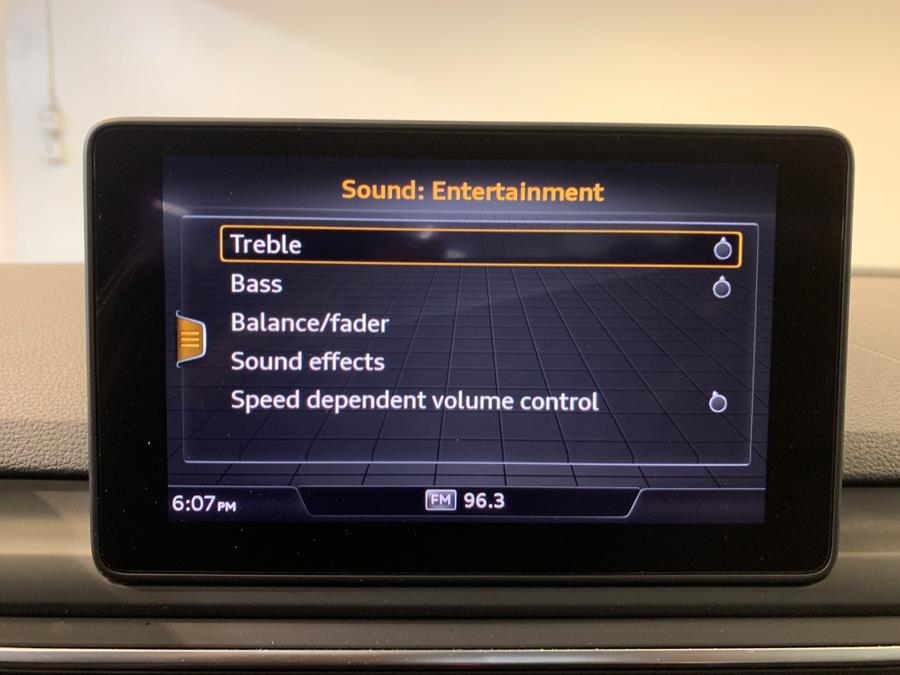 Sound: Entertainment
Treble
Bass
Balance/fader
Sound effects
Speed dependent volume control
6:07PM FM 96.3